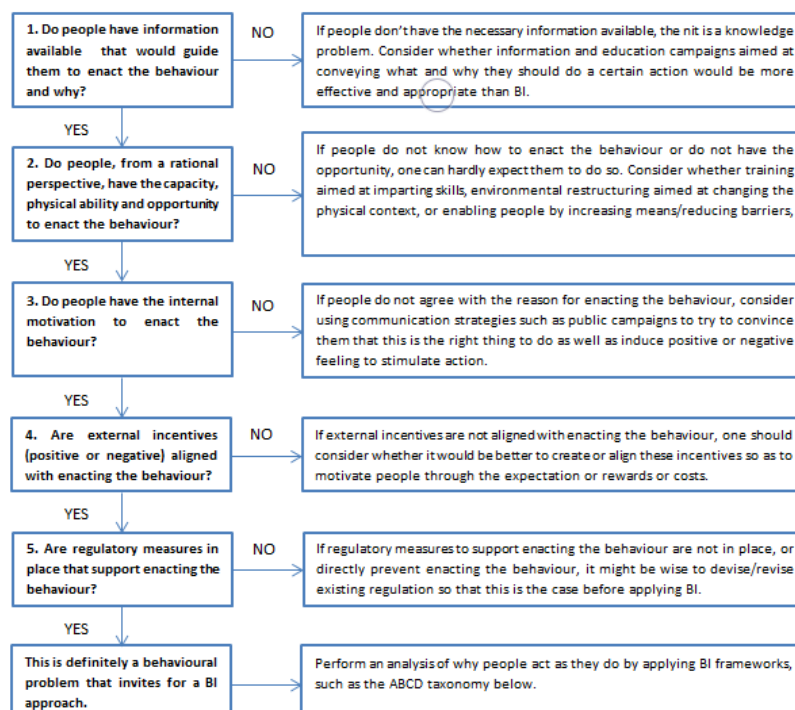 1. Do people have information
available that would guide
them to enact the behaviour
and why?
NO
If people don't have the necessary information available, the nit is a knowledge
problem. Consider whether information and education campaigns aimed at
conveying what and why they should do a certain action would be more
effective and appropriate than BI.
YES
2. Do people, from a rational
perspective, have the capacity,
physical ability and opportunity
to enact the behaviour?
NO
If people do not know how to enact the behaviour or do not have the
opportunity, one can hardly expect them to do so. Consider whether training
aimed at imparting skills, environmental restructuring aimed at changing the
physical context, or enabling people by increasing means/reducing barriers,
YES
3. Do people have the internal
motivation to enact the
behaviour?
NO
If people do not agree with the reason for enacting the behaviour, consider
using communication strategies such as public campaigns to try to convince
them that this is the right thing to do as well as induce positive or negative
feeling to stimulate action.
YES
4. Are external incentives
(positive or negative) aligned
with enacting the behaviour?
NO
If external incentives are not aligned with enacting the behaviour, one should
consider whether it would be better to create or align these incentives so as to
motivate people through the expectation or rewards or costs.
YES
5. Are regulatory measures in
place that support enacting the
behaviour?
NO
If regulatory measures to support enacting the behaviour are not in place, or
directly prevent enacting the behaviour, it might be wise to devise/revise
existing regulation so that this is the case before applying BI.
YES
This is definitely a behavioural
problem that invites for a BI
approach.
Perform an analysis of why people act as they do by applying BI frameworks,
such as the ABCD taxonomy below.